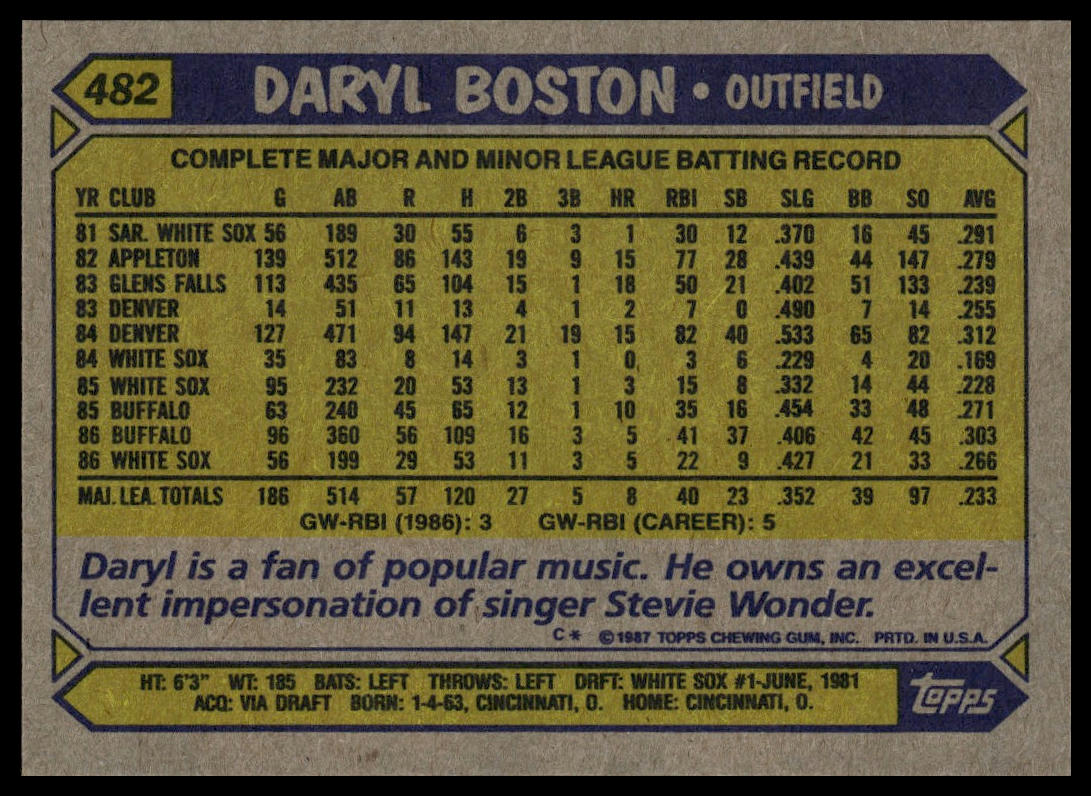 482 DARYL BOSTON • OUTFIELD
COMPLETE MAJOR AND MINOR LEAGUE BATTING RECORD
YR CLUB G AB R H 2B 3B HR RBI SB SLG BB SO AVG
81 SAR. WHITE SOX 56 189 30 55 6 3 1 30 12 .370 16 45 .291
82 APPLETON 139 512 86 143 19 9 15 77 28 .439 44 147 .279
83 GLENS FALLS 113 435 65 104 15 1 18 50 21 .402 51 133 .239
83 DENVER 14 51 11 13 4 1 2 7 0 .490 7 14 .255
84 DENVER 127 471 94 147 21 19 15 82 40 .533 65 82 .312
84 WHITE SOX 35 83 8 14 3 1 0 3 6 .229 4 20 .169
85 WHITE SOX 95 232 20 53 13 1 3 15 8 .332 14 44 .228
85 BUFFALO 63 240 45 65 12 1 10 35 16 .454 33 48 .271
86 BUFFALO 96 360 56 109 16 3 5 41 37 .406 42 45 .303
86 WHITE SOX 56 199 29 53 11 3 5 22 9 .427 21 33 .266
MAJ. LEA. TOTALS 186 514 57 120 27 5 8 40 23 .352 39 97 .233
GW-RBI (1986): 3 GW-RBI (CAREER): 5
Daryl is a fan of popular music. He owns an excel-
lent impersonation of singer Stevie Wonder.
C* ©1987 TOPPS CHEWING GUM, INC. PRTD. IN U.S.A.
HT: 6'3" WT: 185 BATS: LEFT THROWS: LEFT DRFT: WHITE SOX #1-JUNE, 1981
ACQ: VIA DRAFT BORN: 1-4-63, CINCINNATI, O. HOME: CINCINNATI, O.
TOPPS